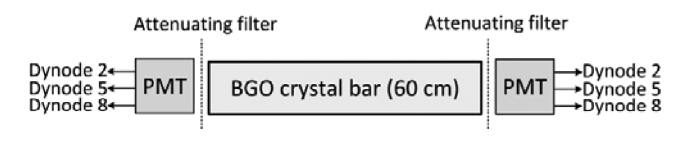 Attenuating filter
Attenuating filter
Dynode 2
Dynode 5
Dynode 8
PMT
BGO crystal bar (60 cm)
PMT
Dynode 2
Dynode 5
Dynode 8